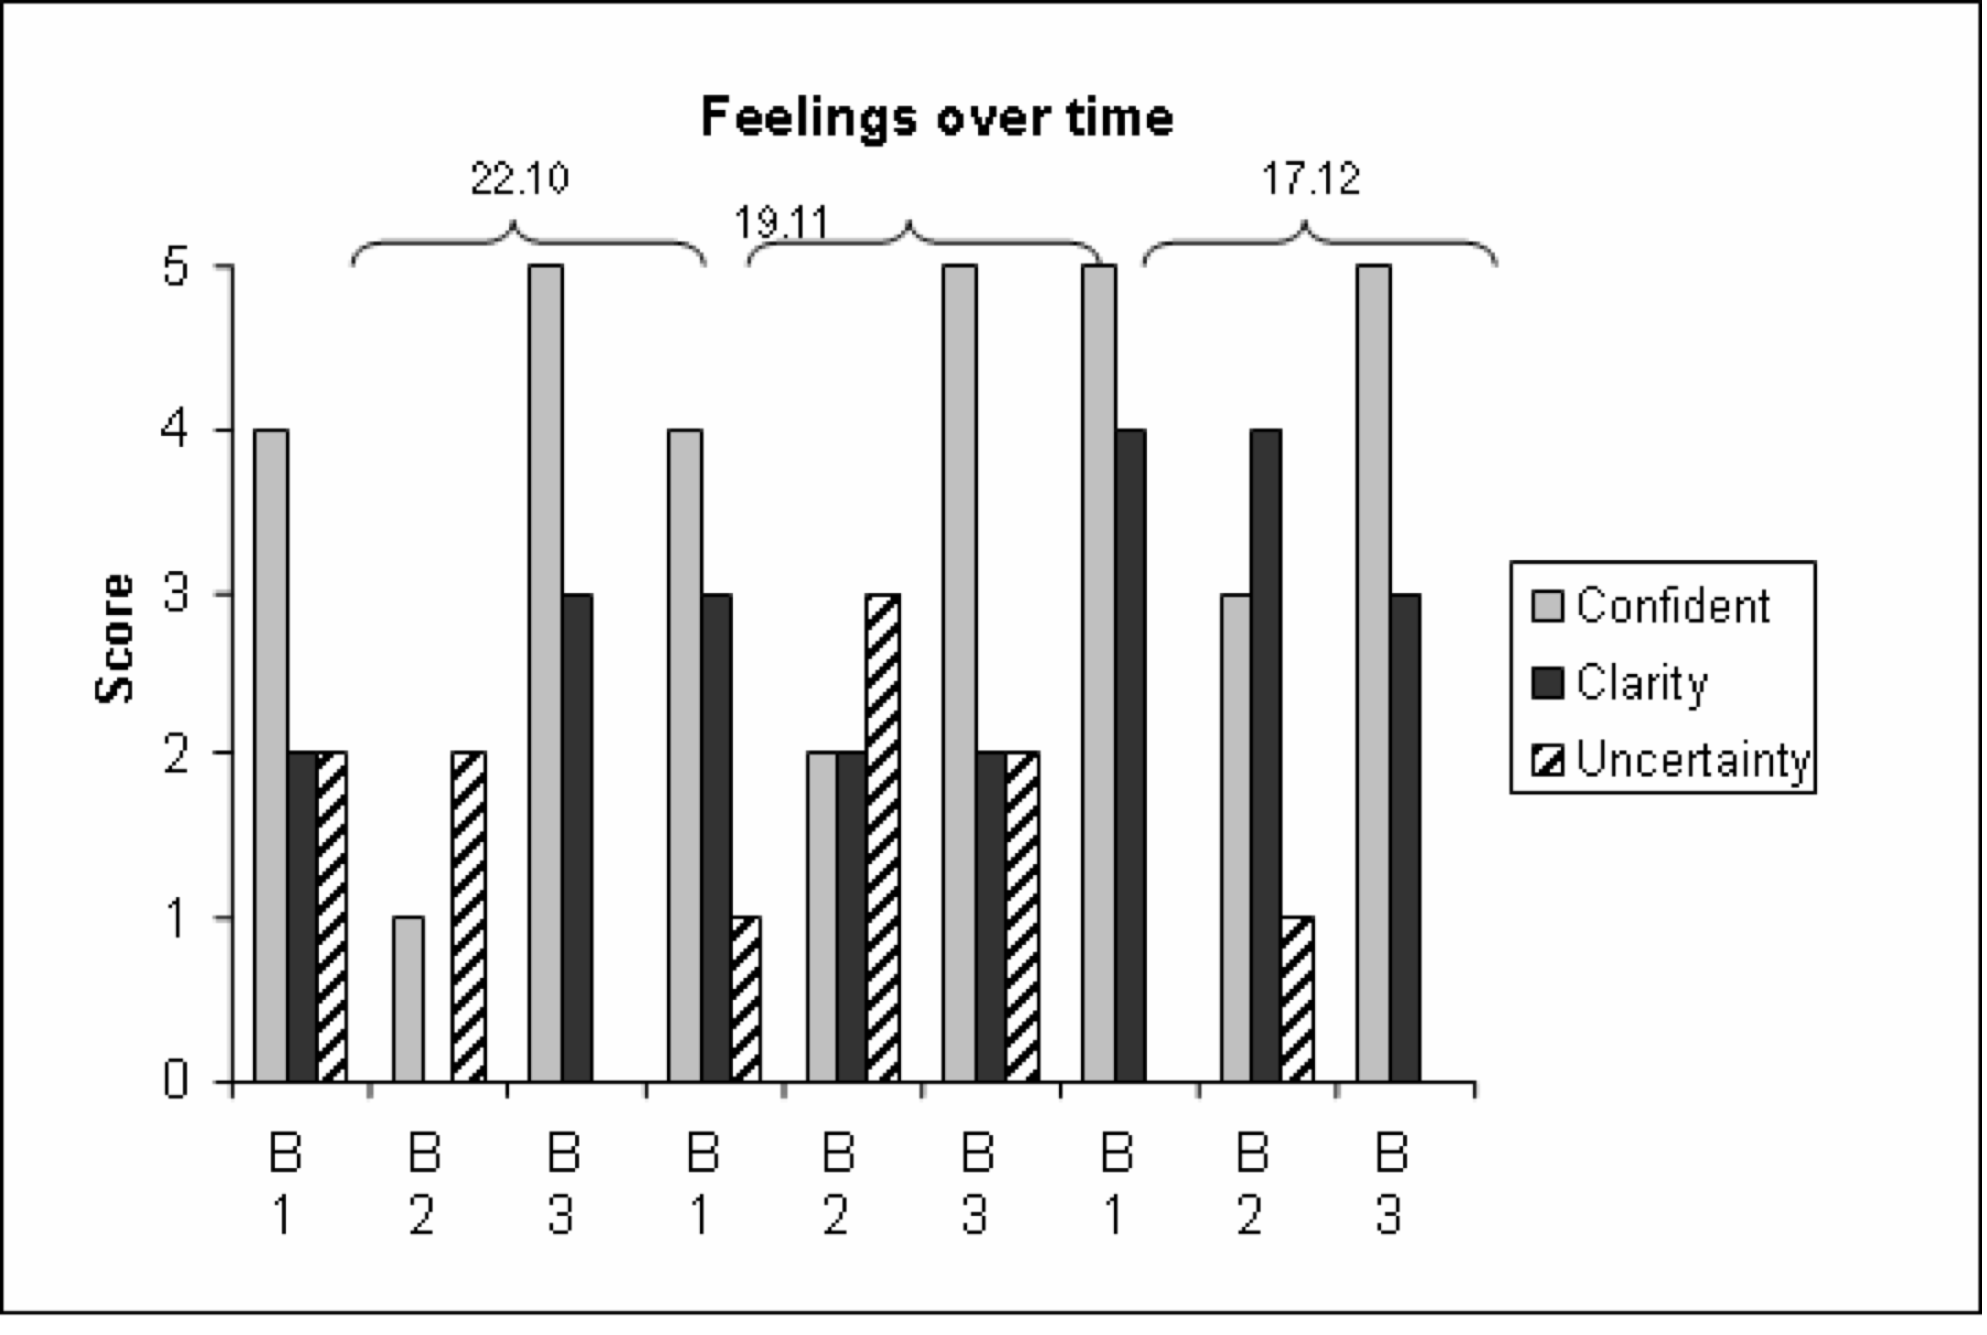 Feelings over time
22.10
19.11
17.12
5
4
3
2
1
0
Score
B B B B B B B B B
1 2 3 1 2 3 1 2 3
Confident
Clarity
Uncertainty